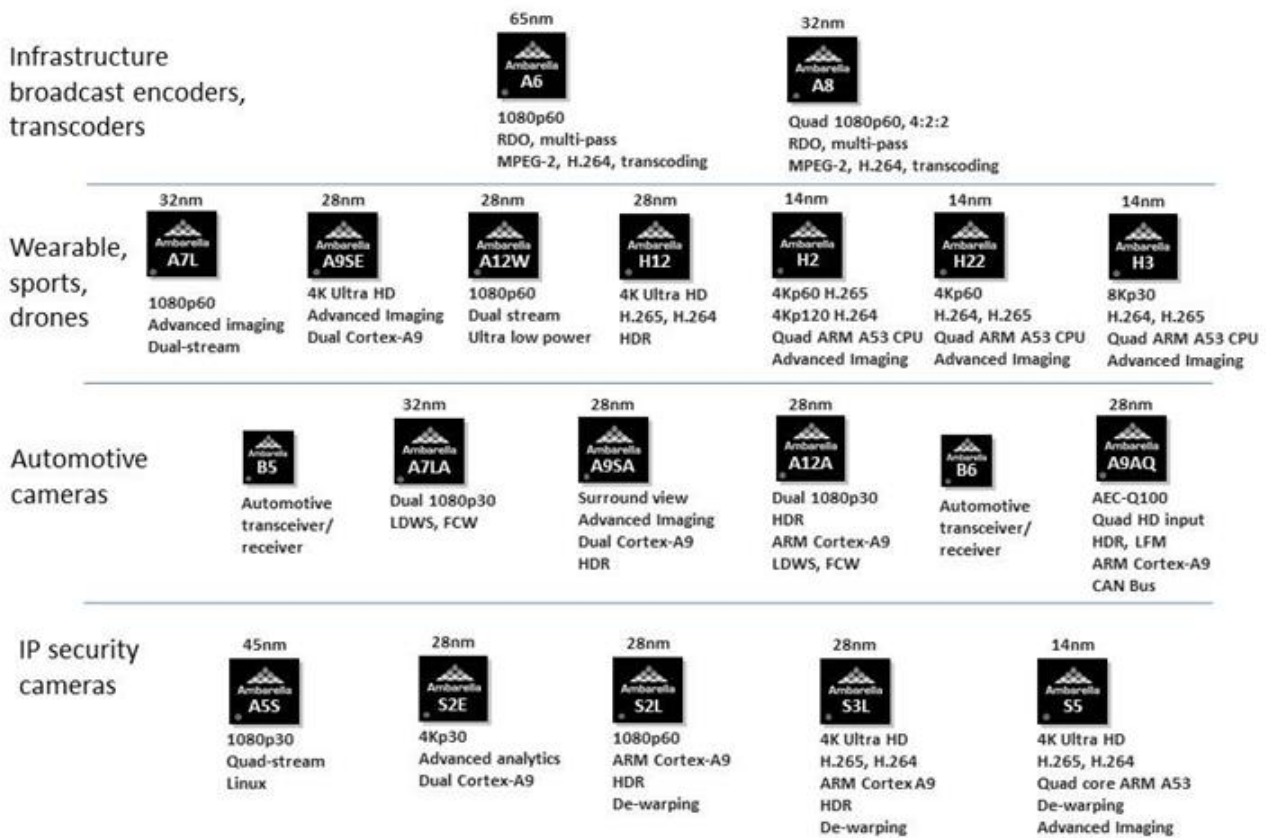 Infrastructure
broadcast encoders,
transcoders
65nm
Ambarella
A6
1080p60
RDO, multi-pass
MPEG-2, H.264, transcoding
32nm
Ambarella
A8
Quad 1080p60, 4:2:2
RDO, multi-pass
MPEG-2, H.264, transcoding
Wearable,
sports,
drones
32nm
Ambarella
A7L
1080p60
Advanced imaging
Dual-stream
28nm
Ambarella
A9SE
4K Ultra HD
Advanced Imaging
Dual Cortex-A9
28nm
Ambarella
A12W
1080p60
Dual stream
Ultra low power
28nm
Ambarella
H12
4K Ultra HD
H.265, H.264
HDR
14nm
Ambarella
H2
4Kp60 H.265
4Kp120 H.264
Quad ARM A53 CPU
Advanced Imaging
14nm
Ambarella
H22
4Kp60
H.264, H.265
Quad ARM A53 CPU
Advanced Imaging
14nm
Ambarella
H3
8Kp30
H.264, H.265
Quad ARM A53 CPU
Advanced Imaging
Automotive
cameras
Ambarella
B5
Automotive
transceiver/
receiver
32nm
Ambarella
A7LA
Dual 1080p30
LDWS, FCW
28nm
Ambarella
A9SA
Surround view
Advanced Imaging
Dual Cortex-A9
HDR
28nm
Ambarella
A12A
Dual 1080p30
HDR
ARM Cortex-A9
LDWS, FCW
Ambarella
B6
Automotive
transceiver/
receiver
28nm
Ambarella
A9AQ
AEC-Q100
Quad HD input
HDR, LFM
ARM Cortex-A9
CAN Bus
IP security
cameras
45nm
Ambarella
A5S
1080p30
Quad-stream
Linux
28nm
Ambarella
S2E
4Kp30
Advanced analytics
Dual Cortex-A9
28nm
Ambarella
S2L
1080p60
ARM Cortex-A9
HDR
De-warping
28nm
Ambarella
S3L
4K Ultra HD
H.265, H.264
ARM Cortex A9
HDR
De-warping
14nm
Ambarella
S5
4K Ultra HD
H.265, H.264
Quad core ARM A53
De-warping
Advanced Imaging